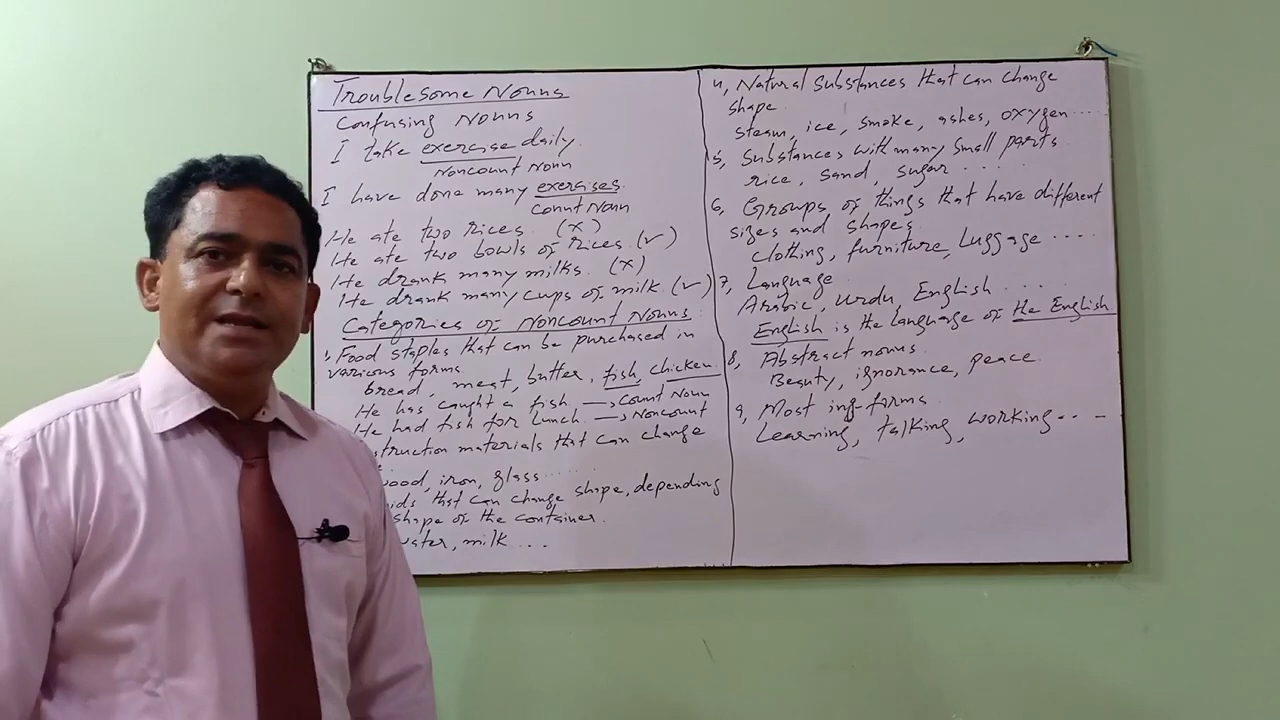 Troublesome Nouns
Confusing Nouns
I take exercise daily.
Noncount Noun
I have done many exercises.
Count Noun
He ate two rices. (x)
He ate two bowls of rices. (✓)
He drank many milks. (x)
He drank many cups of milk. (✓)
Categories of Noncount Nouns:
1, Food staples that can be purchased in
various forms.
bread, meat, butter, fish, chicken.
He has caught a fish. → Count Noun
He had fish for lunch. → Noncount
struction materials that can change
wood, iron, glass .....
ids that can change shape, depending
shape of the container.
water, milk ...
4, Natural substances that can change
shape
steam, ice, smoke, ashes, oxygen .....
5, Substances with many small parts
rice, sand, sugar ...
6, Groups of things that have different
sizes and shapes
clothing, furniture, Luggage ....
7, Language
Arabic, Urdu, English ....
English is the language of the English
8, Abstract nouns.
Beauty, ignorance, peace
9, Most ing-forms
Learning, talking, working ...